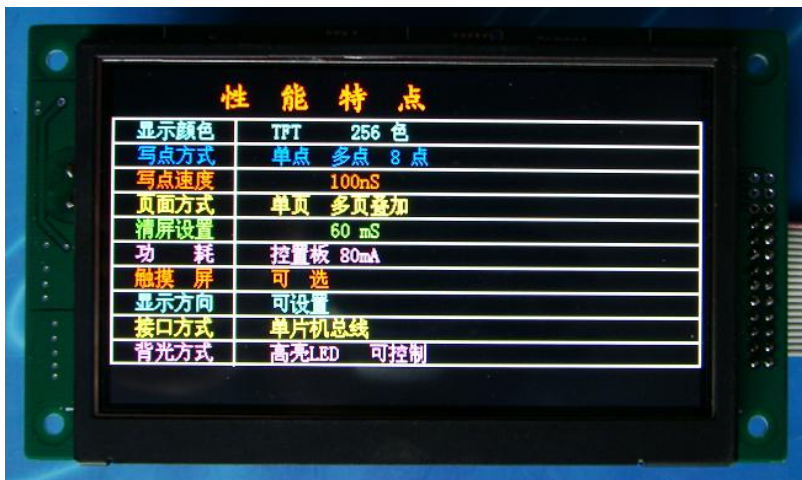 性 能 特 点
显示颜色 TFT 256 色
写点方式 单点 多点 8 点
写点速度 100nS
页面方式 单页 多页叠加
清屏设置 60 mS
功 耗 控置板 80mA
触摸 屏 可 选
显示方向 可设置
接口方式 单片机总线
背光方式 高亮LED 可控制